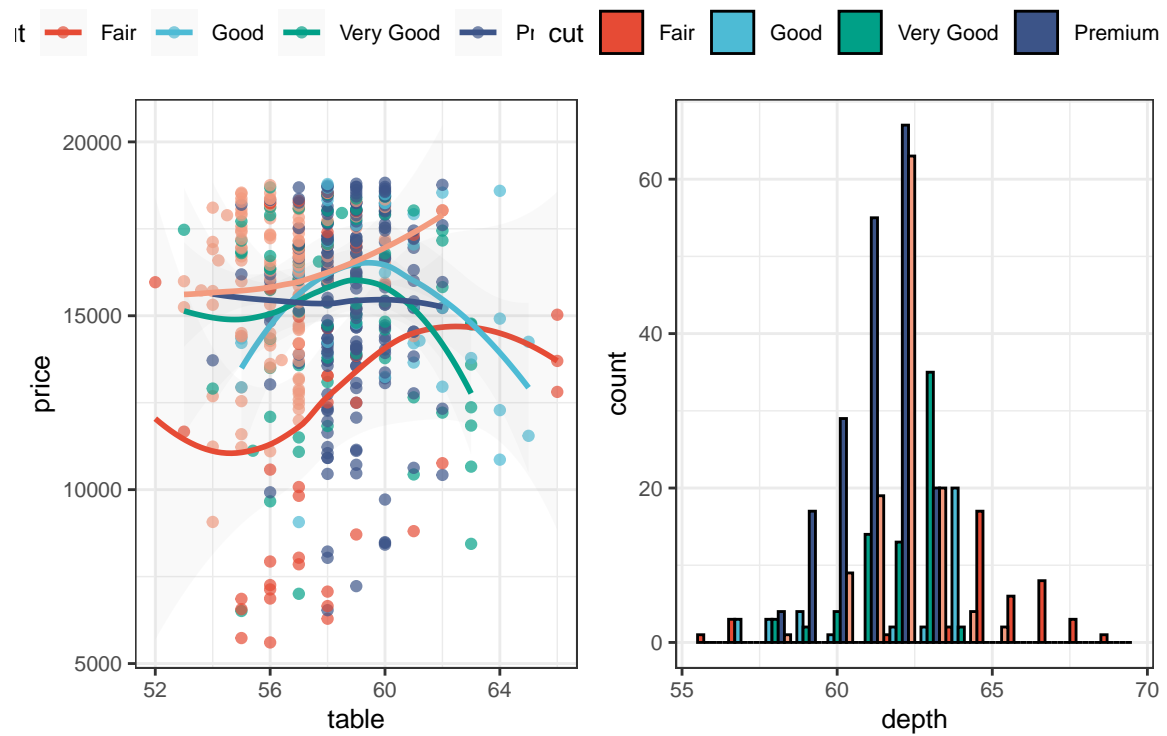 Fair Good Very Good
cut Fair Good Very Good Premium
price
20000
15000
10000
5000
52 56 60 64
table
count
60
40
20
0
55 60 65 70
depth